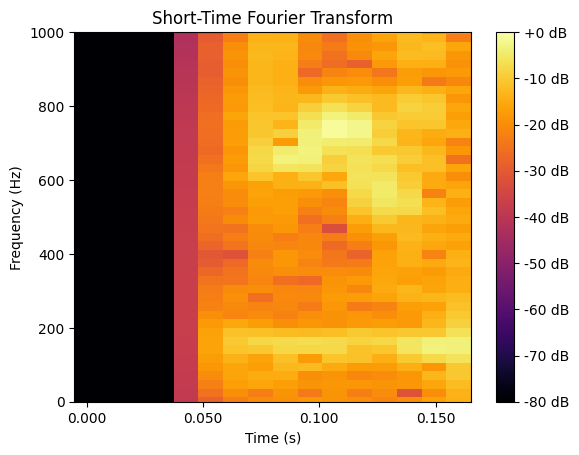 Short-Time Fourier Transform
1000
800
600
400
200
0
Frequency (Hz)
0.000
0.050
0.100
0.150
Time (s)
+0 dB
-10 dB
-20 dB
-30 dB
-40 dB
-50 dB
-60 dB
-70 dB
-80 dB